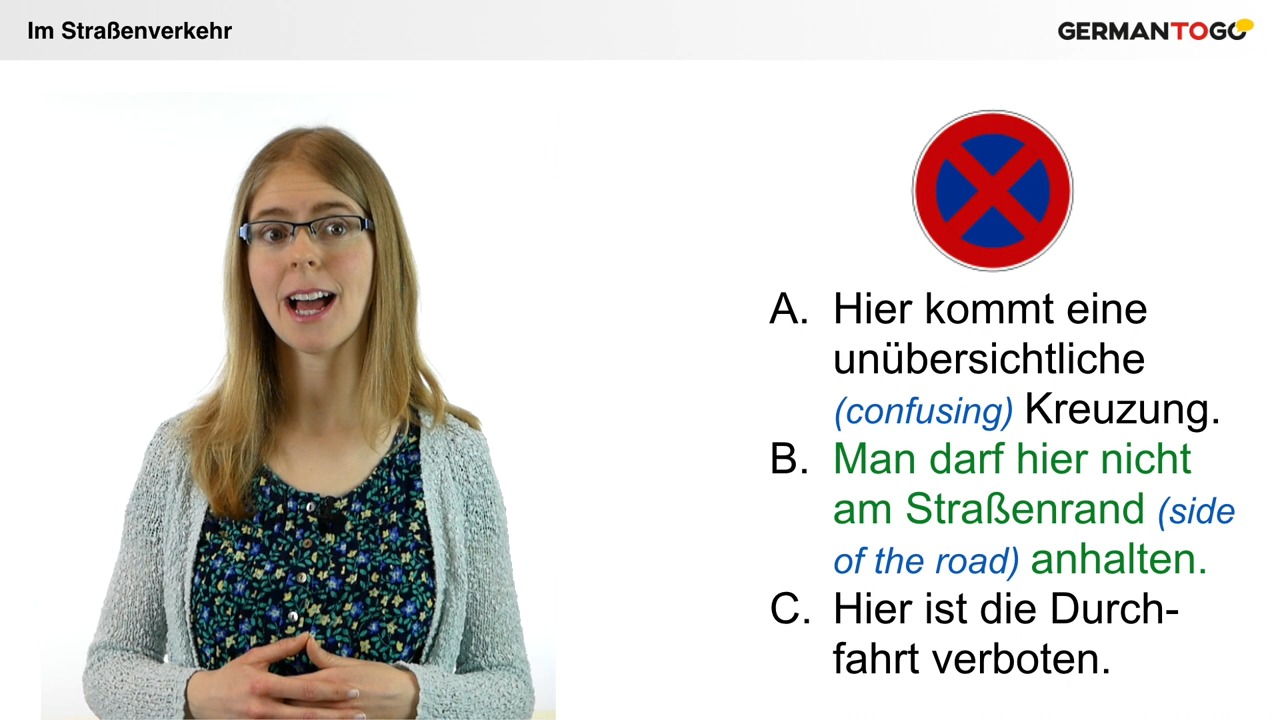 Im Straßenverkehr
GERMANTOGO
A. Hier kommt eine
unübersichtliche
(confusing) Kreuzung.
B. Man darf hier nicht
am Straßenrand (side
of the road) anhalten.
C. Hier ist die Durch-
fahrt verboten.